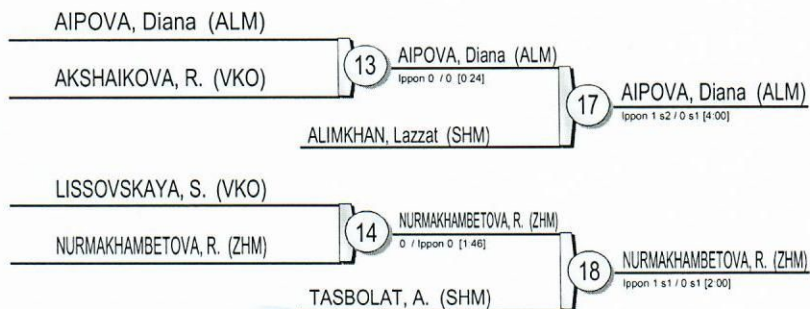 AIPOVA, Diana (ALM)
AKSHAIKOVA, R. (VKO)
13
AIPOVA, Diana (ALM)
Ippon 0 / 0 [0 24]
ALIMKHAN, Lazzat (SHM)
17
AIPOVA, Diana (ALM)
Ippon 1 s2 / 0 s1 [4:00]
LISSOVSKAYA, S. (VKO)
NURMAKHAMBETOVA, R. (ZHM)
14
NURMAKHAMBETOVA, R. (ZHM)
0 / Ippon 0 [1:46]
TASBOLAT, A. (SHM)
18
NURMAKHAMBETOVA, R. (ZHM)
Ippon 1 s1 / 0 s1 [2:00]